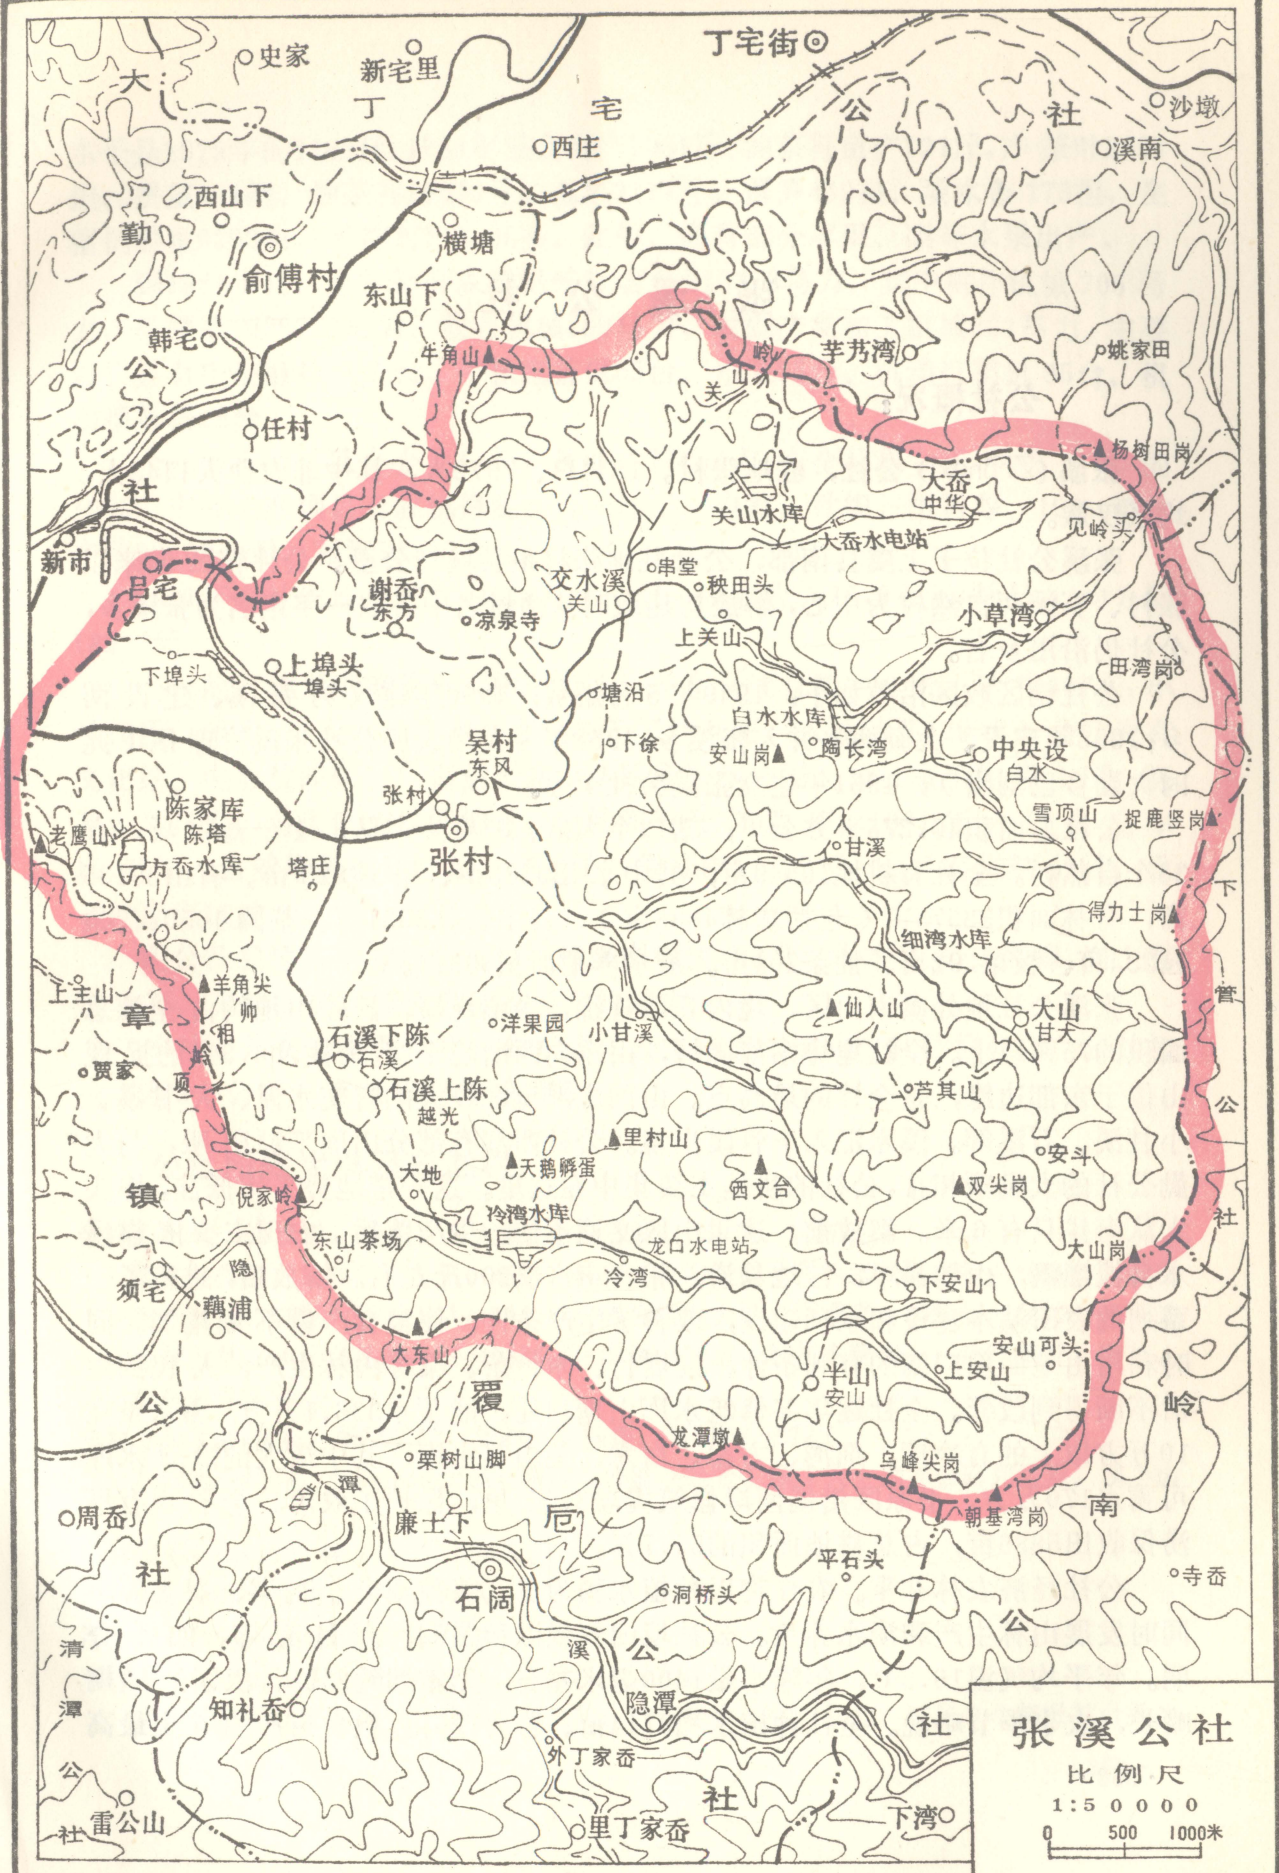 丁宅街
史家
新宅里
大
丁
宅
公
社
沙墩
西庄
溪南
西山下
勤
横塘
俞傅村
东山下
韩宅
牛角山
岭
山
关
芋艿湾
姚家田
公
任村
杨树田岗
社
大岙
中华
关山水库
见岭头
大岙水电站
新市
吕宅
谢岙
东方
交水溪
关山
串堂
秧田头
凉泉寺
小草湾
上关山
下埠头
上埠头
埠头
田湾岗
塘沿
白水水库
吴村
东风
下徐
安山岗
陶长湾
中央设
白水
张村
陈家库
陈塔
雪顶山
捉鹿竖岗
老鹰山
方岙水库
塔庄
张村
甘溪
下
得力士岗
细湾水库
上主山
羊角尖
帅
相
岭
顶
管
章
洋果园
小甘溪
仙人山
大山
甘大
石溪下陈
石溪
贾家
石溪上陈
越光
芦其山
公
里村山
天鹅孵蛋
安斗
西文台
双尖岗
大地
镇
倪家岭
冷湾水库
社
东山茶场
龙口水电站
大山岗
隐
冷湾
须宅
藕浦
下安山
大东山
安山可头
半山
安山
上安山
覆
公
岭
龙潭墩
栗树山脚
乌峰尖岗
潭
朝基湾岗
南
周岙
廉士下
卮
平石头
社
石阔
洞桥头
寺岙
清
潭
公
社
溪
公
公
知礼岙
隐潭
社
外丁家岙
社
雷公山
里丁家岙
下湾
张溪公社
比例尺
1:50000
0 500 1000米